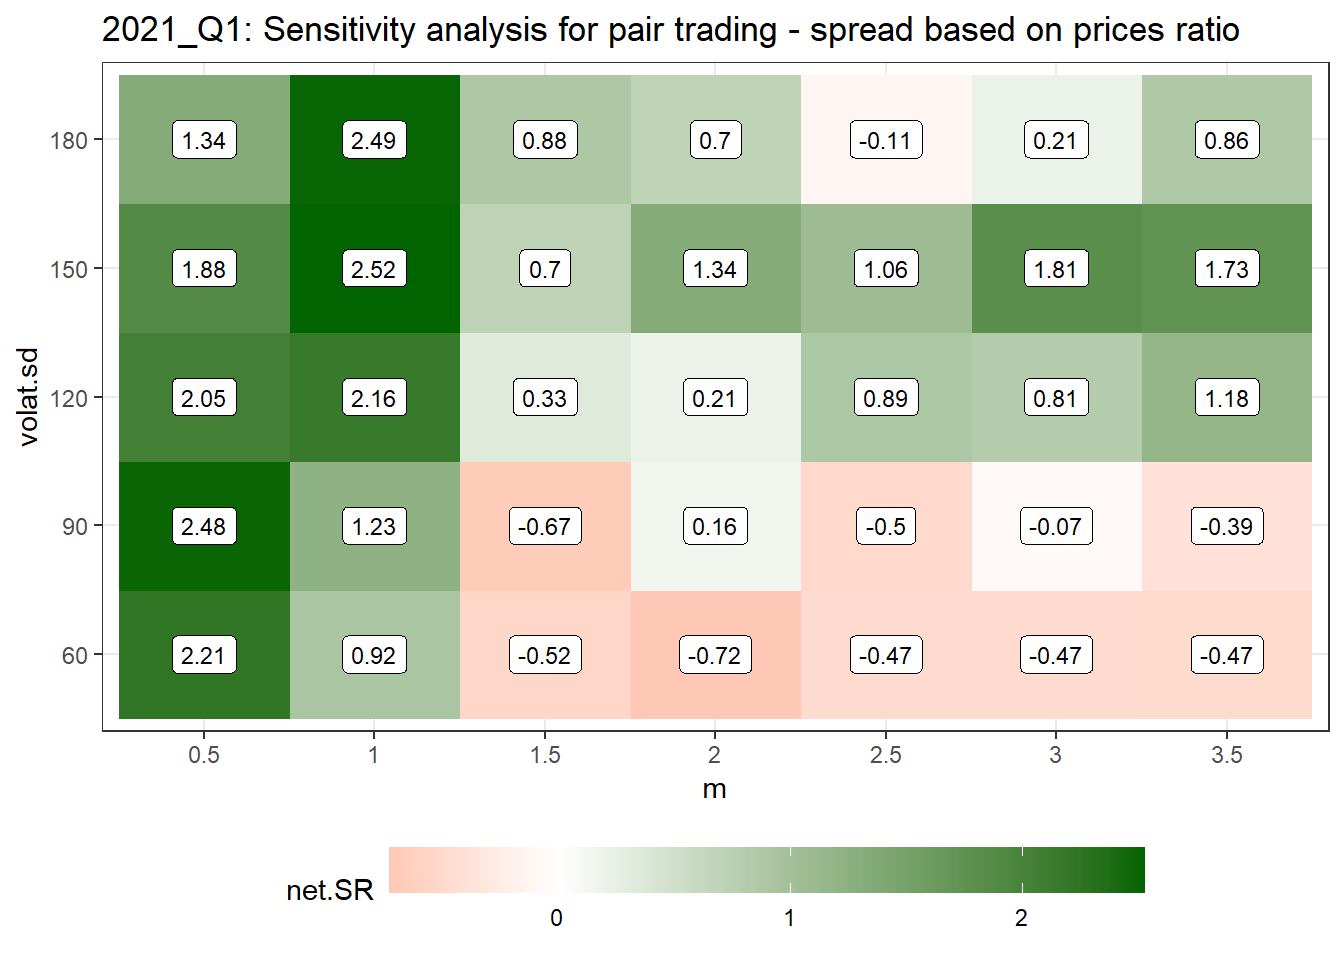 2021_Q1: Sensitivity analysis for pair trading - spread based on prices ratio
volat.sd
180 1.34 2.49 0.88 0.7 -0.11 0.21 0.86
150 1.88 2.52 0.7 1.34 1.06 1.81 1.73
120 2.05 2.16 0.33 0.21 0.89 0.81 1.18
90 2.48 1.23 -0.67 0.16 -0.5 -0.07 -0.39
60 2.21 0.92 -0.52 -0.72 -0.47 -0.47 -0.47
0.5 1 1.5 2 2.5 3 3.5
m
net.SR
0 1 2